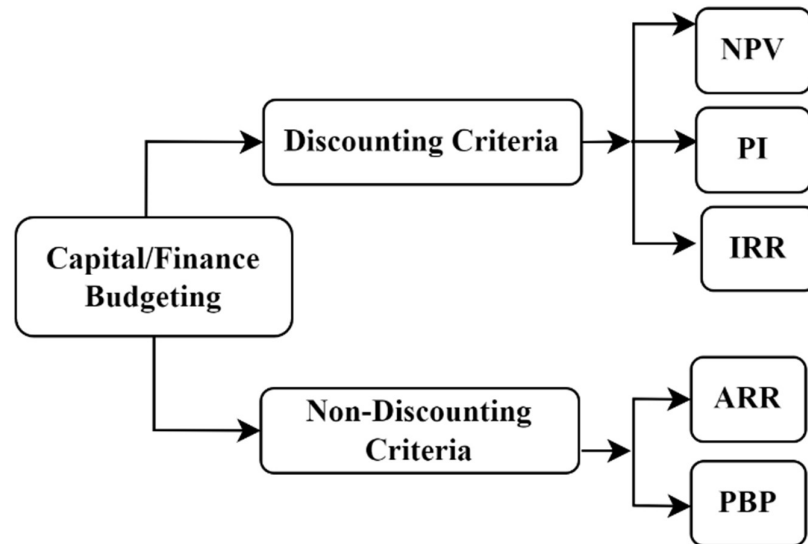 NPV
Discounting Criteria
PI
IRR
Capital/Finance
Budgeting
ARR
Non-Discounting
Criteria
PBP